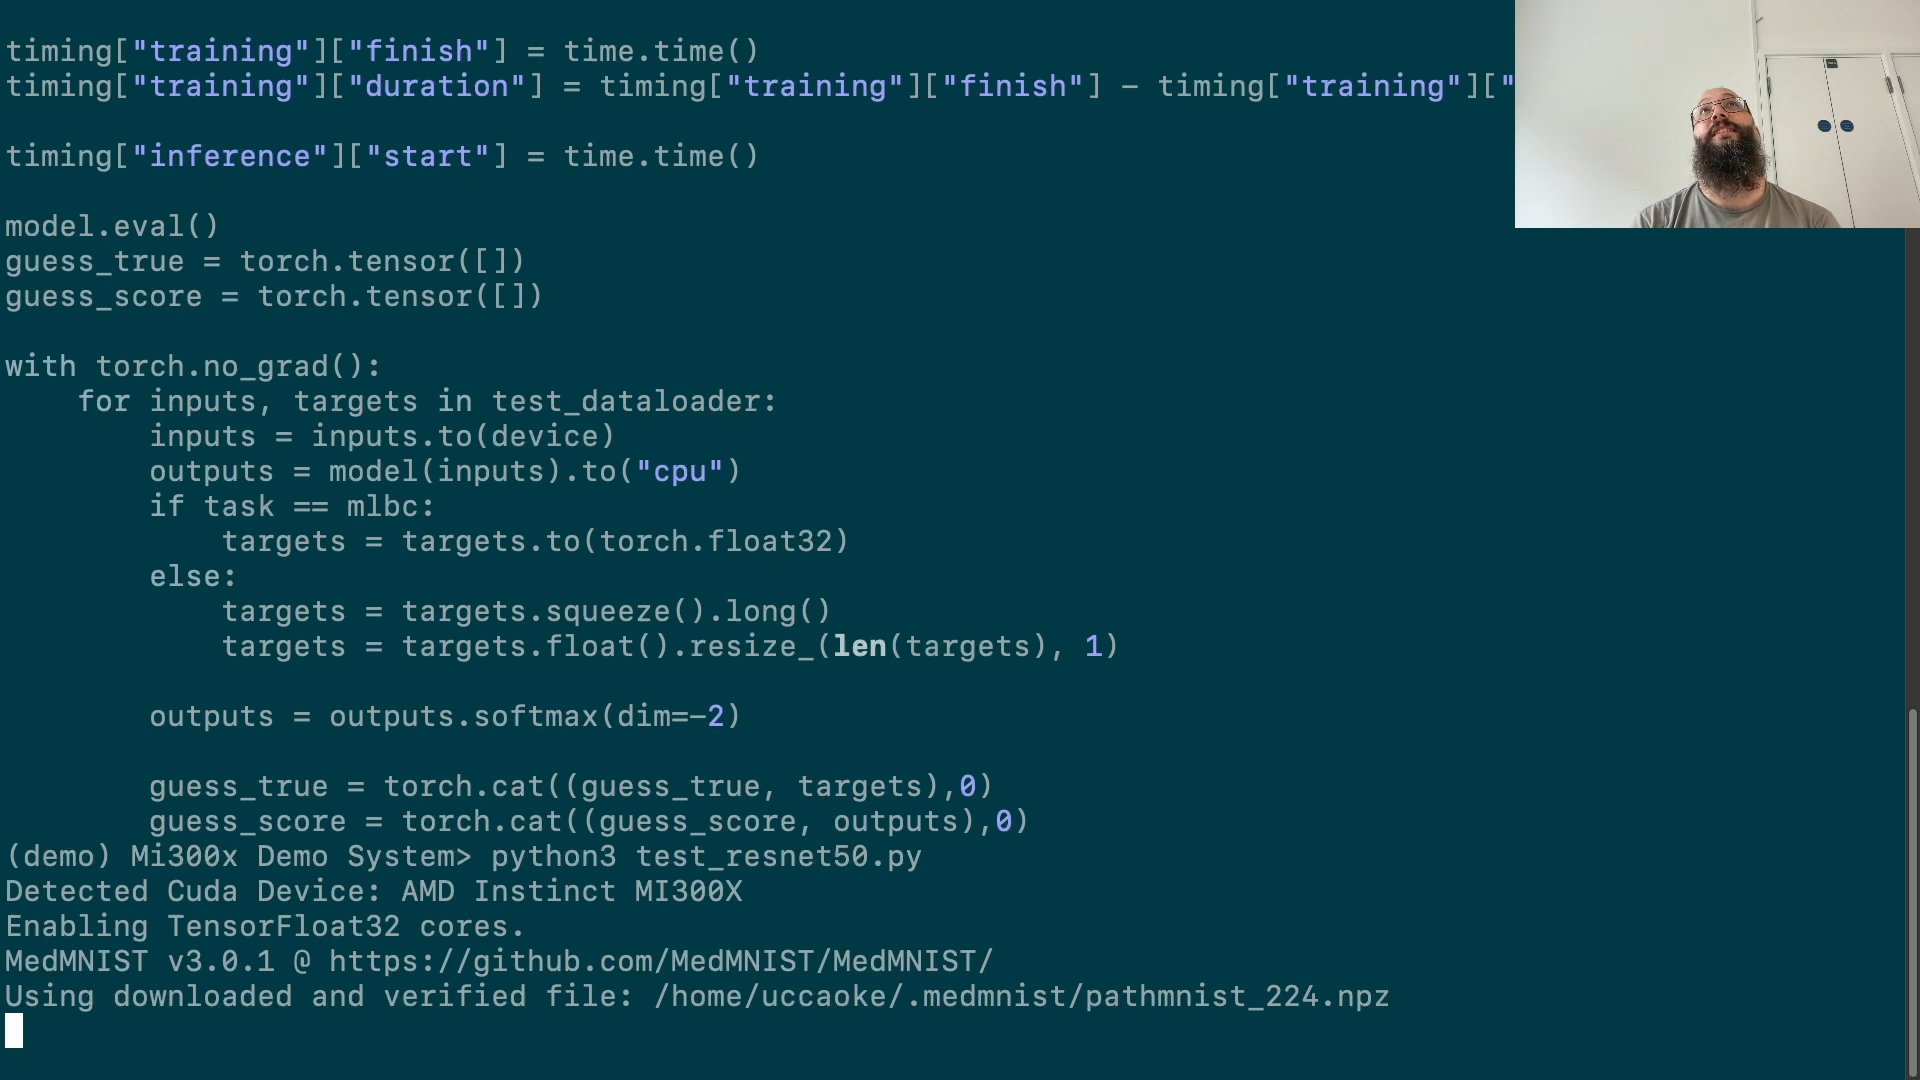 timing["training"]["finish"] = time.time()
timing["training"]["duration"] = timing["training"]["finish"] - timing["training"]["
timing["inference"]["start"] = time.time()
model.eval()
guess_true = torch.tensor([])
guess_score = torch.tensor([])
with torch.no_grad():
    for inputs, targets in test_dataloader:
        inputs = inputs.to(device)
        outputs = model(inputs).to("cpu")
        if task == mlbc:
            targets = targets.to(torch.float32)
        else:
            targets = targets.squeeze().long()
            targets = targets.float().resize_(len(targets), 1)
        outputs = outputs.softmax(dim=-2)
        guess_true = torch.cat((guess_true, targets),0)
        guess_score = torch.cat((guess_score, outputs),0)
(demo) Mi300x Demo System> python3 test_resnet50.py
Detected Cuda Device: AMD Instinct MI300X
Enabling TensorFloat32 cores.
MedMNIST v3.0.1 @ https://github.com/MedMNIST/MedMNIST/
Using downloaded and verified file: /home/uccaoke/.medmnist/pathmnist_224.npz